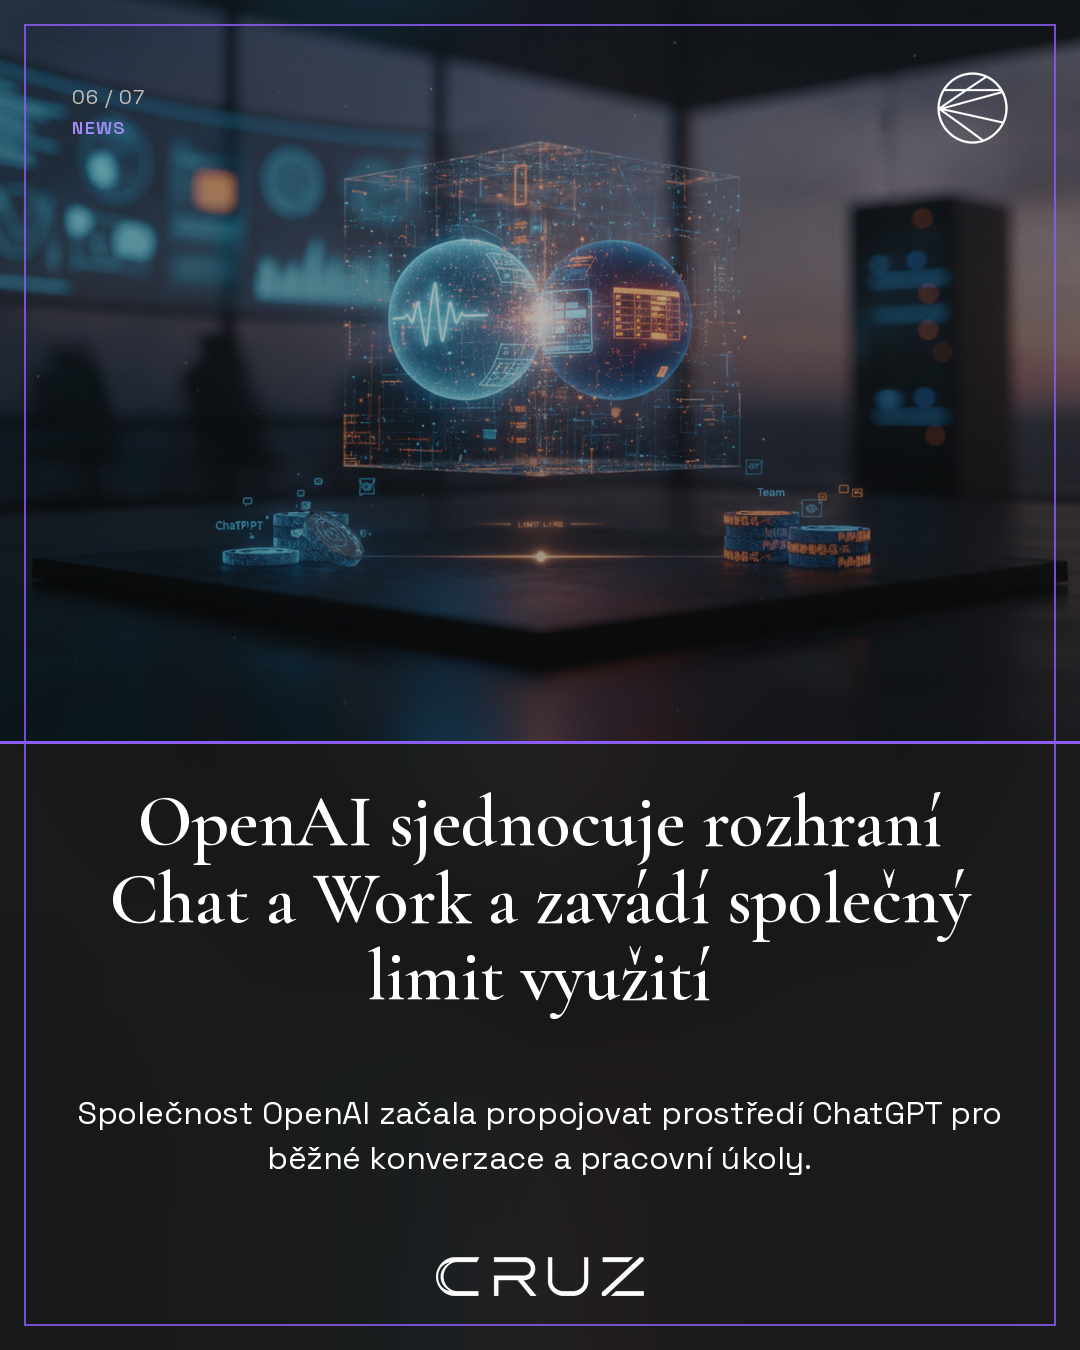 06 / 07
NEWS
Team
OpenAI sjednocuje rozhraní
Chat a Work a zavádí společný
limit využití
Společnost OpenAI začala propojovat prostředí ChatGPT pro
běžné konverzace a pracovní úkoly.
CRUZ